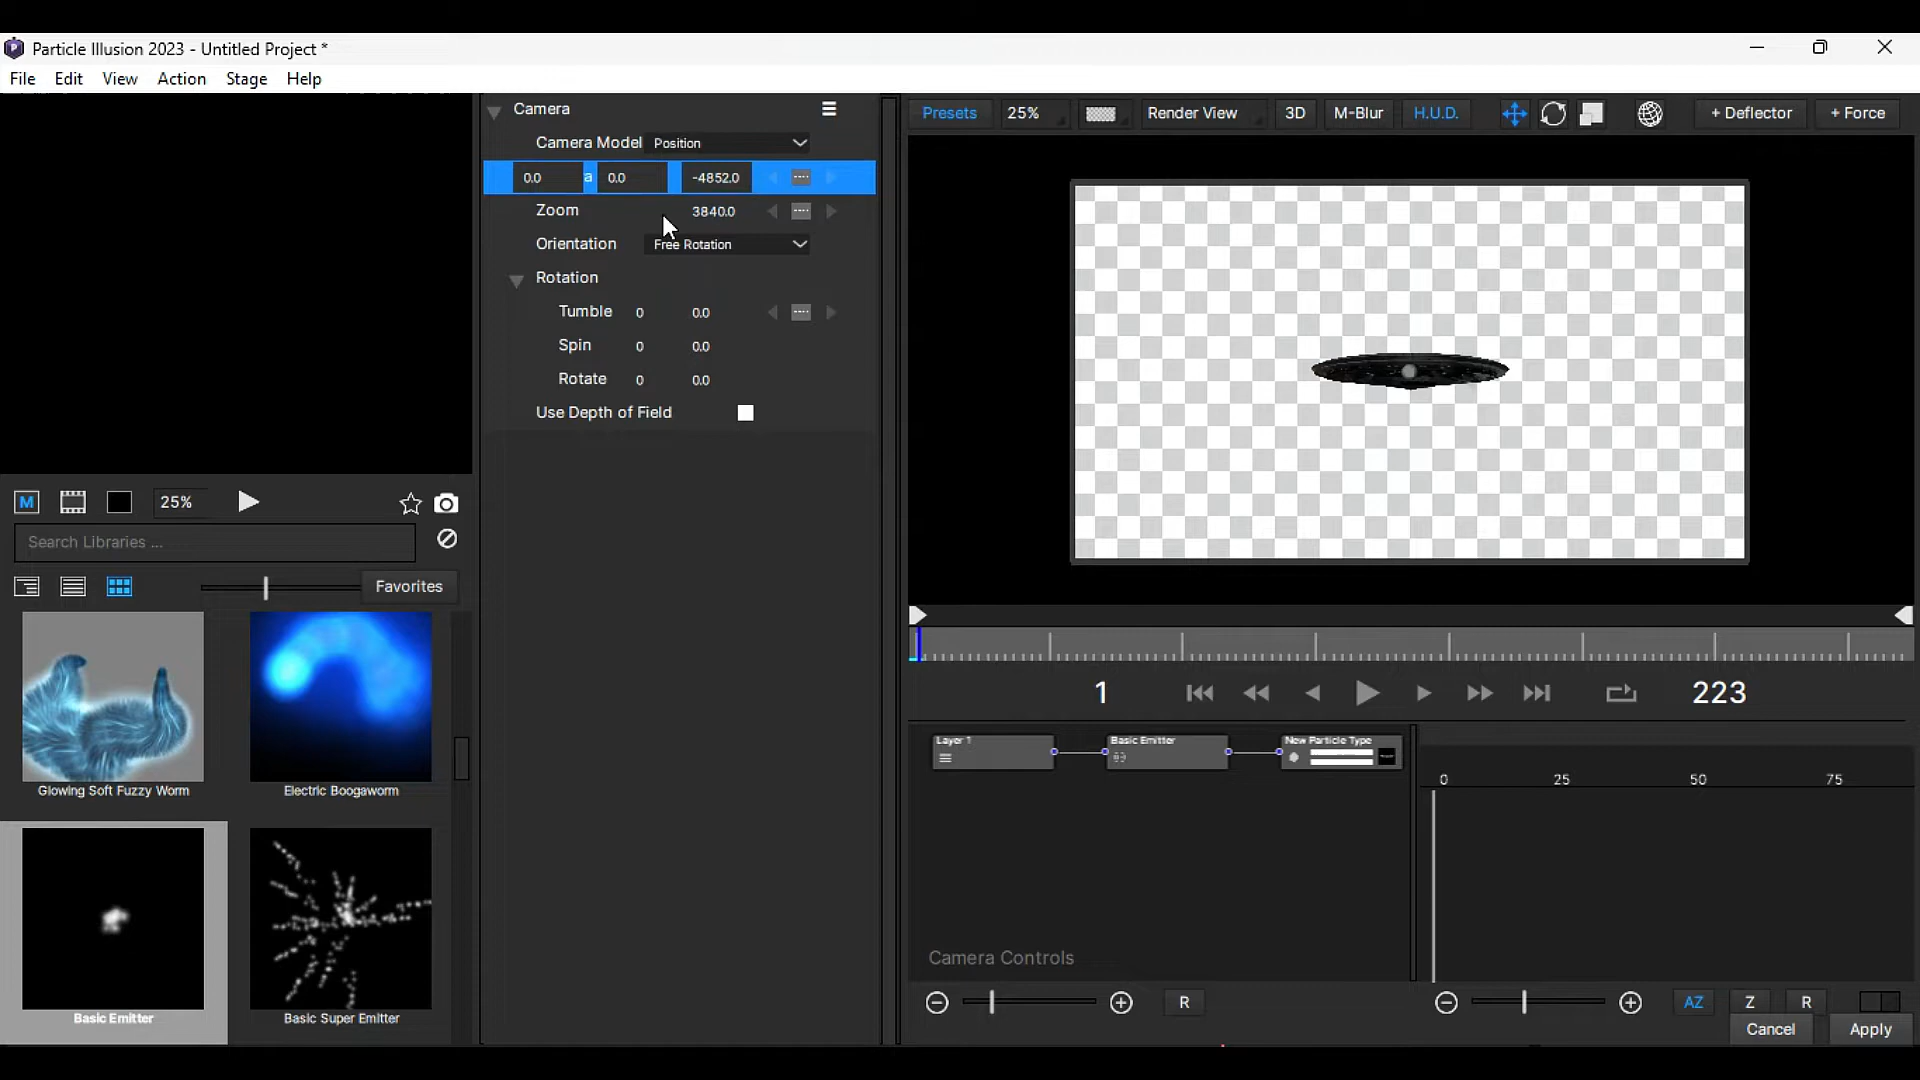 Particle Illusion 2023 - Untitled Project *
File Edit View Action Stage Help
Camera
Camera Model Position
0.0 a 0.0 -4852.0
Zoom 3840.0
Orientation Free Rotation
Rotation
Tumble 0 0.0
Spin 0 0.0
Rotate 0 0.0
Use Depth of Field
Presets 25% Render View 3D M-Blur H.U.D. + Deflector + Force
M 25%
Search Libraries ...
Favorites
Glowing Soft Fuzzy Worm Electric Boogaworm
Basic Emitter Basic Super Emitter
1 223
Layer 1 Basic Emitter New Particle Type
0 25 50 75
Camera Controls
R AZ Z R
Cancel Apply